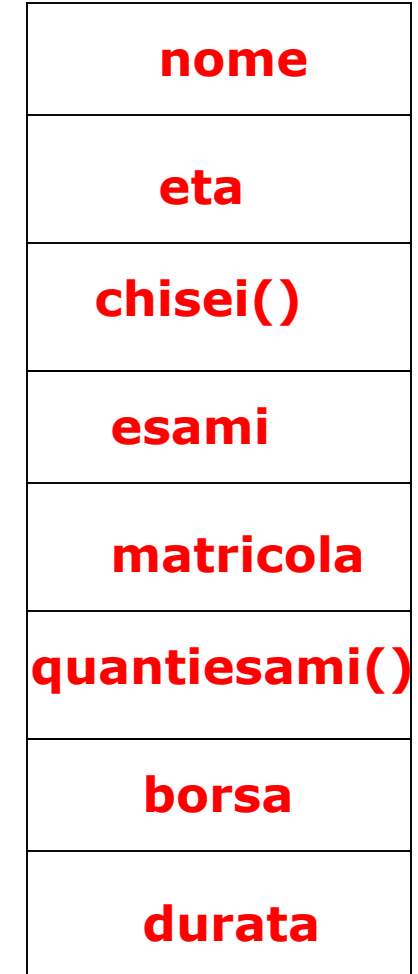 nome
eta
chisei()
esami
matricola
quantiesami()
borsa
durata